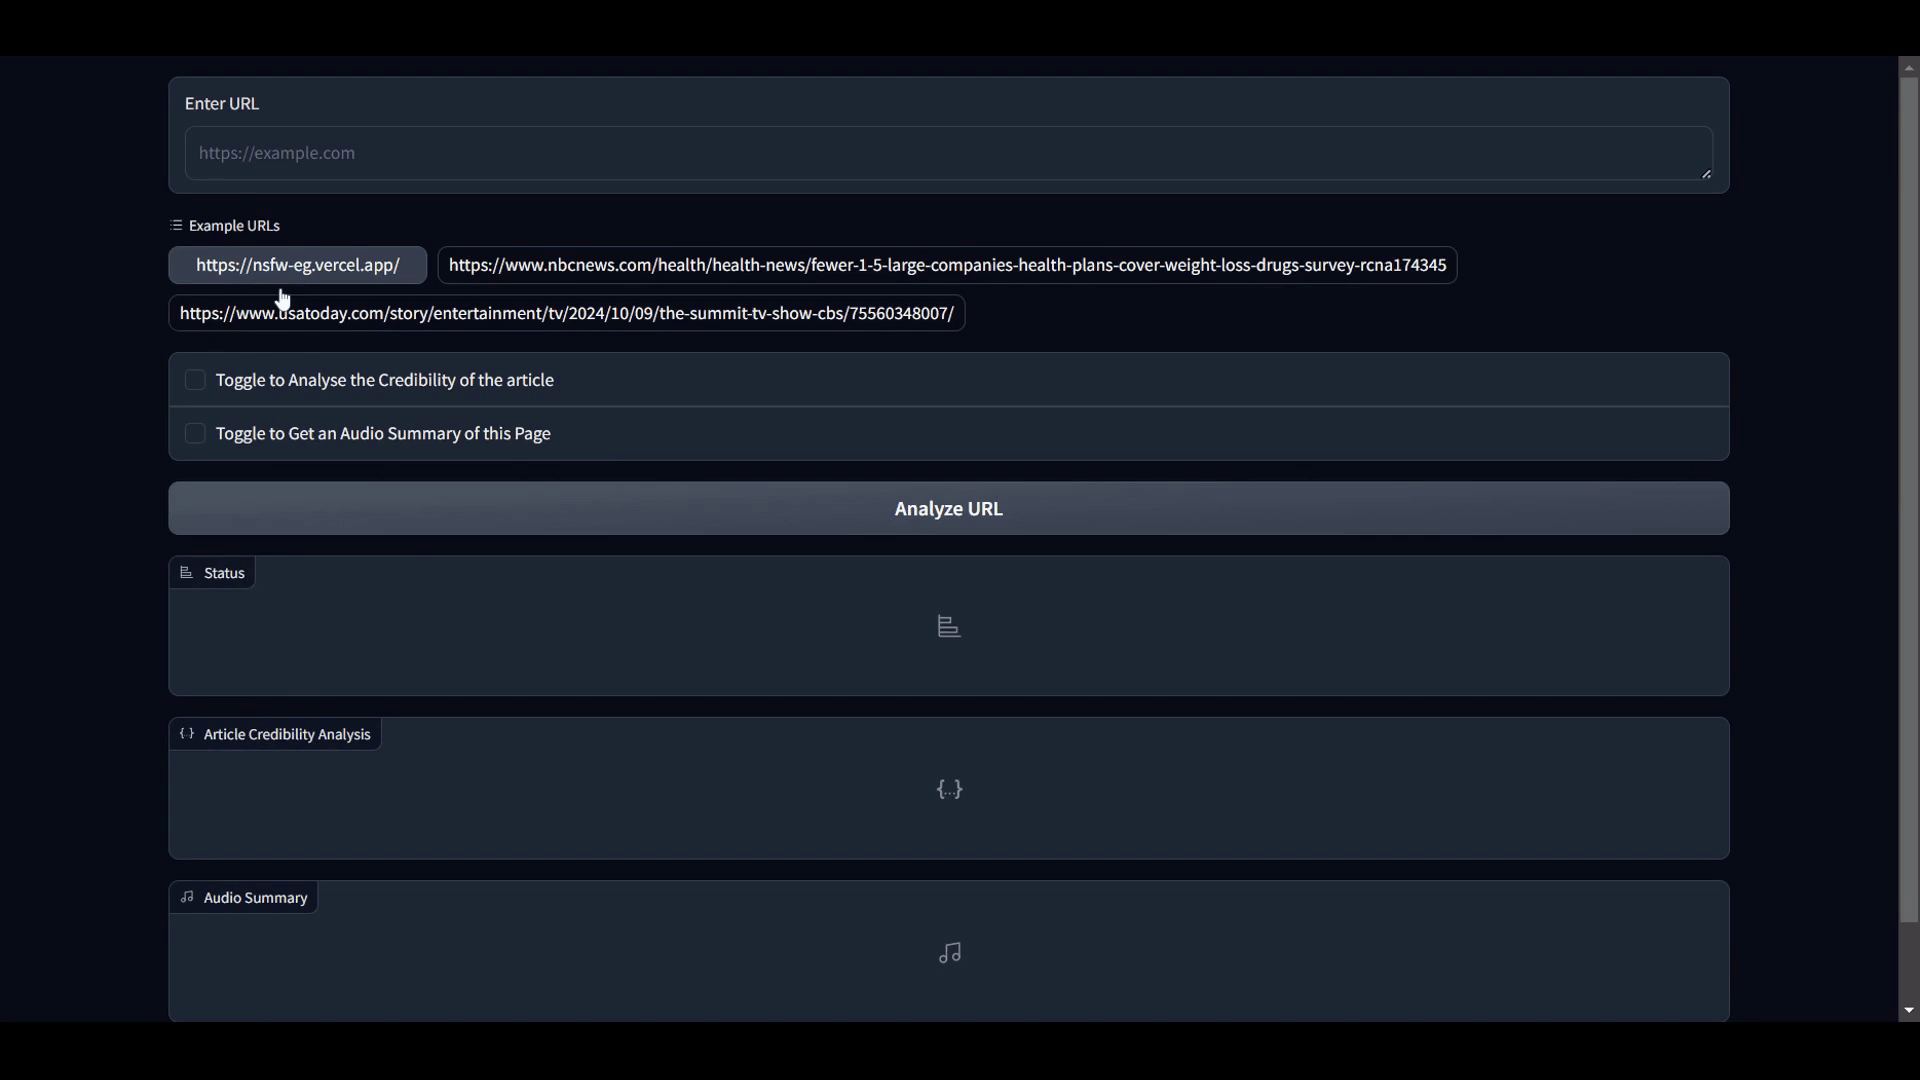 Enter URL
https://example.com
Example URLs
https://nsfw-eg.vercel.app/
https://www.nbcnews.com/health/health-news/fewer-1-5-large-companies-health-plans-cover-weight-loss-drugs-survey-rcna174345
https://www.usatoday.com/story/entertainment/tv/2024/10/09/the-summit-tv-show-cbs/75560348007/
Toggle to Analyse the Credibility of the article
Toggle to Get an Audio Summary of this Page
Analyze URL
Status
Article Credibility Analysis
{...}
Audio Summary